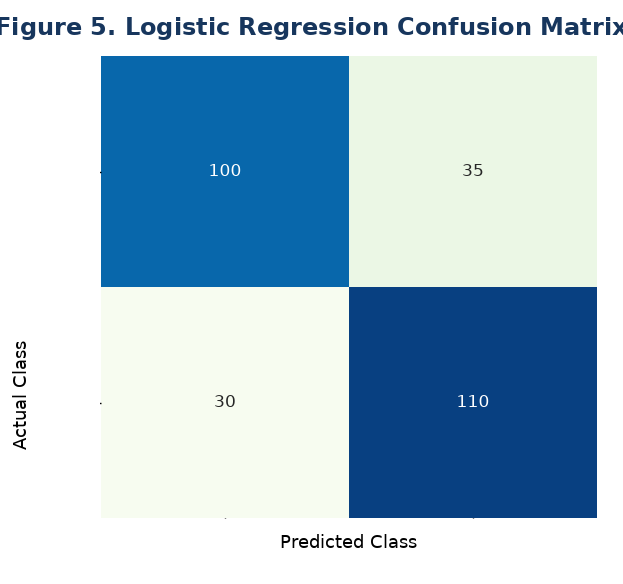 Figure 5. Logistic Regression Confusion Matrix
100 35
30 110
Actual Class
Predicted Class